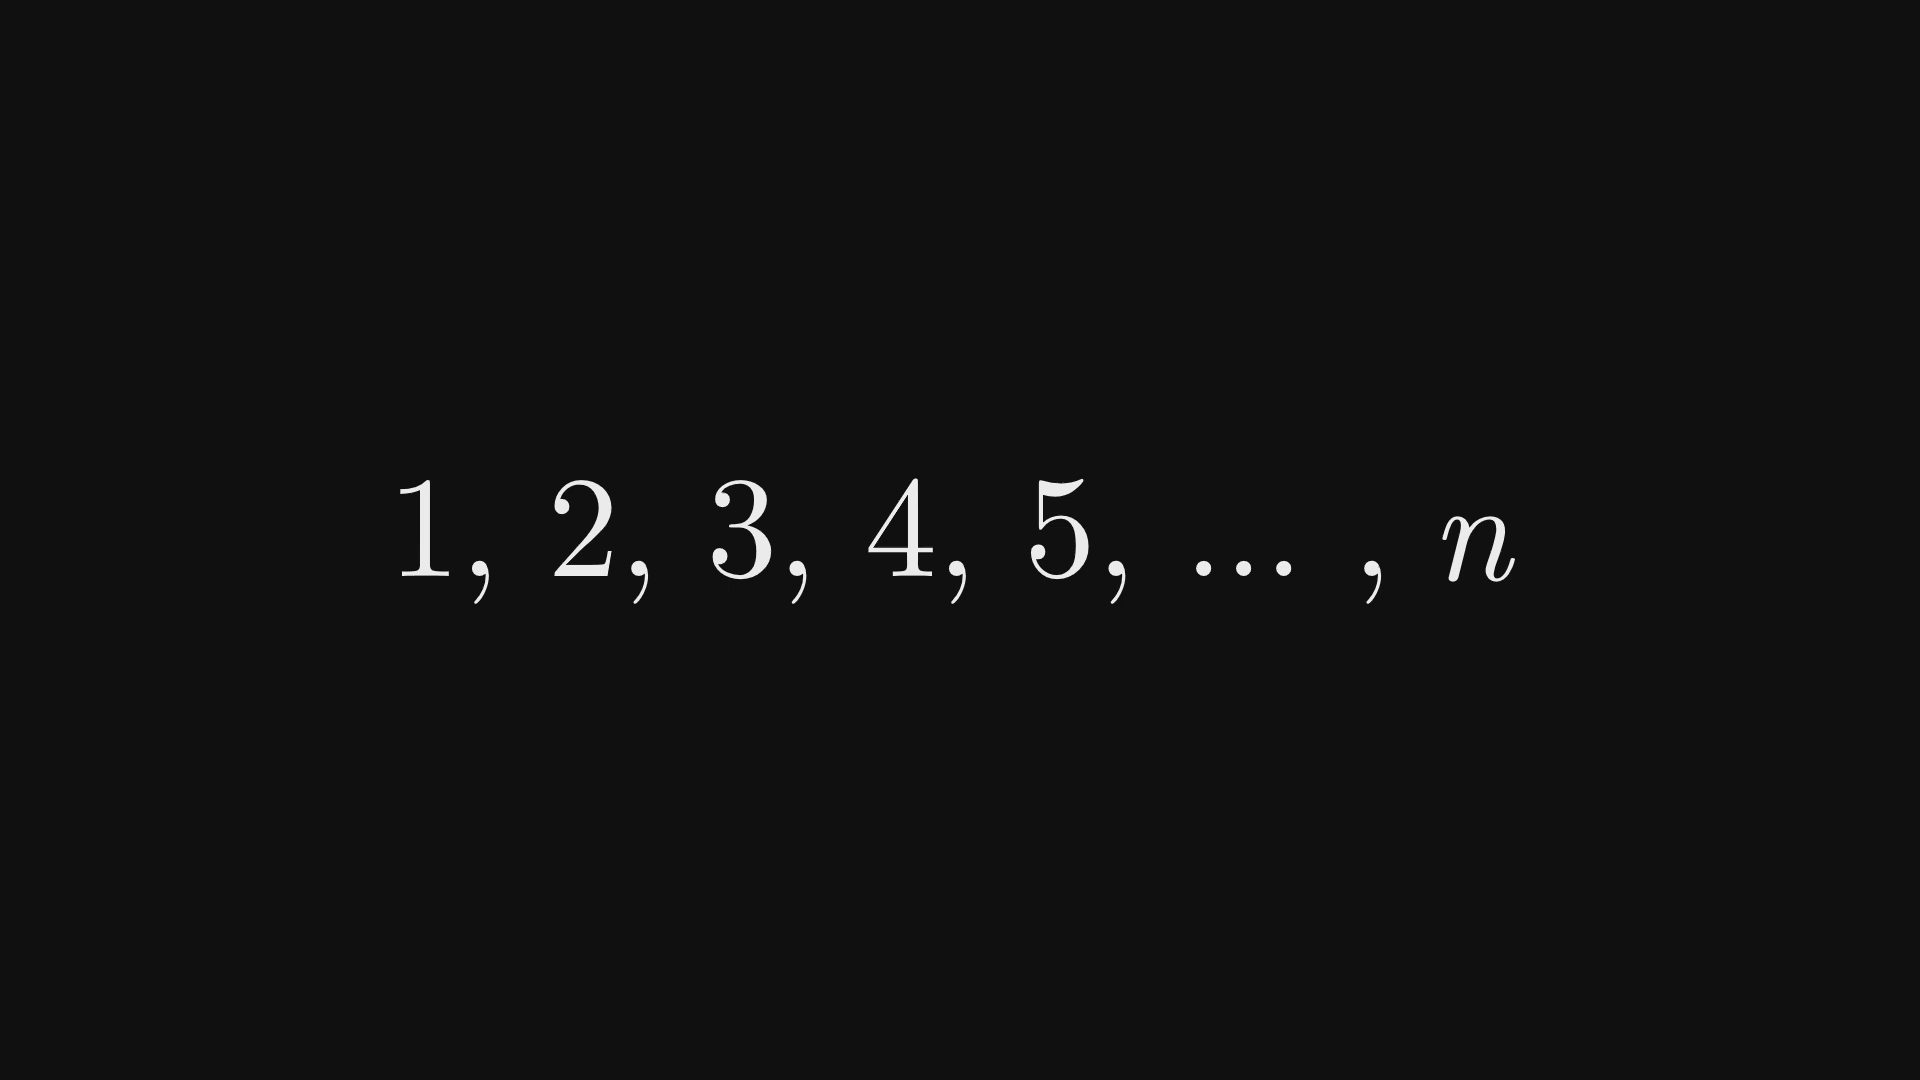 1, 2, 3, 4, 5, ... , n